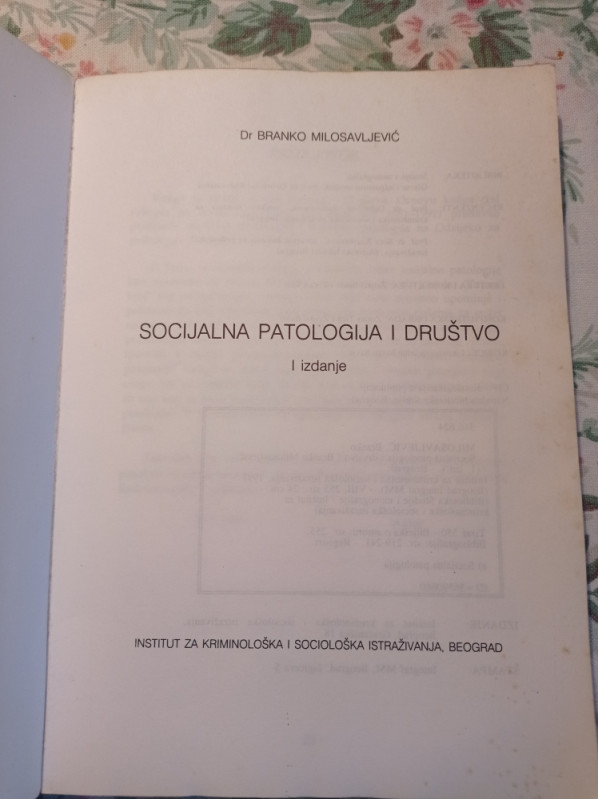 Dr BRANKO MILOSAVLJEVIĆ
SOCIJALNA PATOLOGIJA I DRUŠTVO
I izdanje
INSTITUT ZA KRIMINOLOŠKA I SOCIOLOŠKA ISTRAŽIVANJA, BEOGRAD